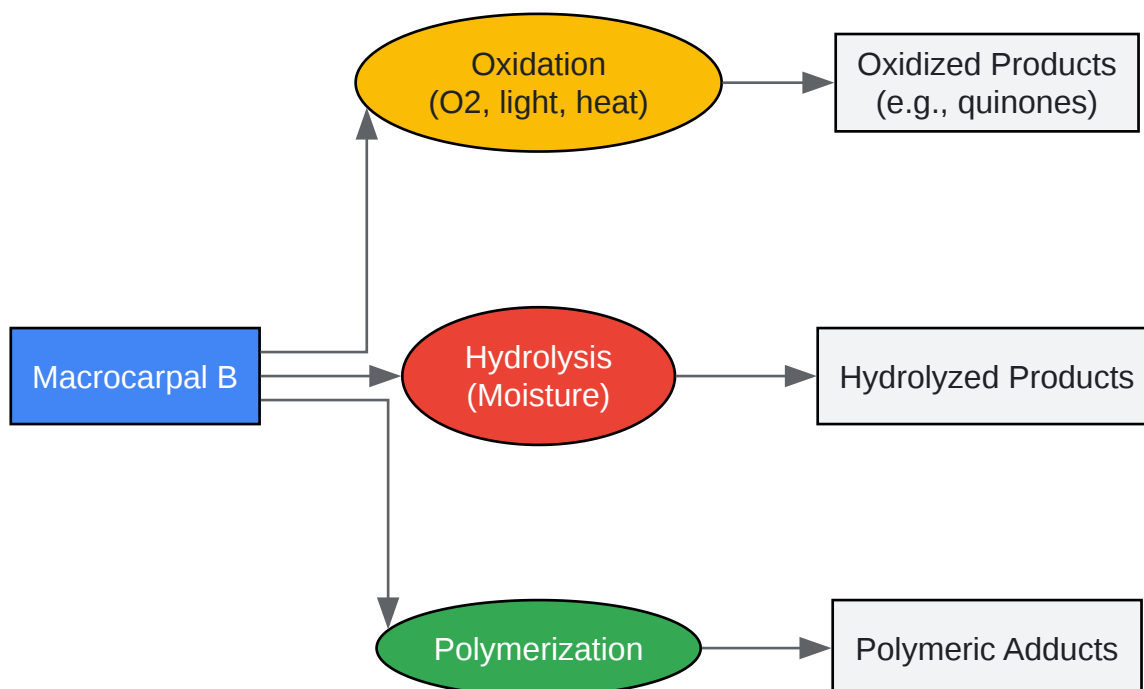 Oxidation
(O2, light, heat)
Oxidized Products
(e.g., quinones)
Macrocarpal B
Hydrolysis
(Moisture)
Hydrolyzed Products
Polymerization
Polymeric Adducts